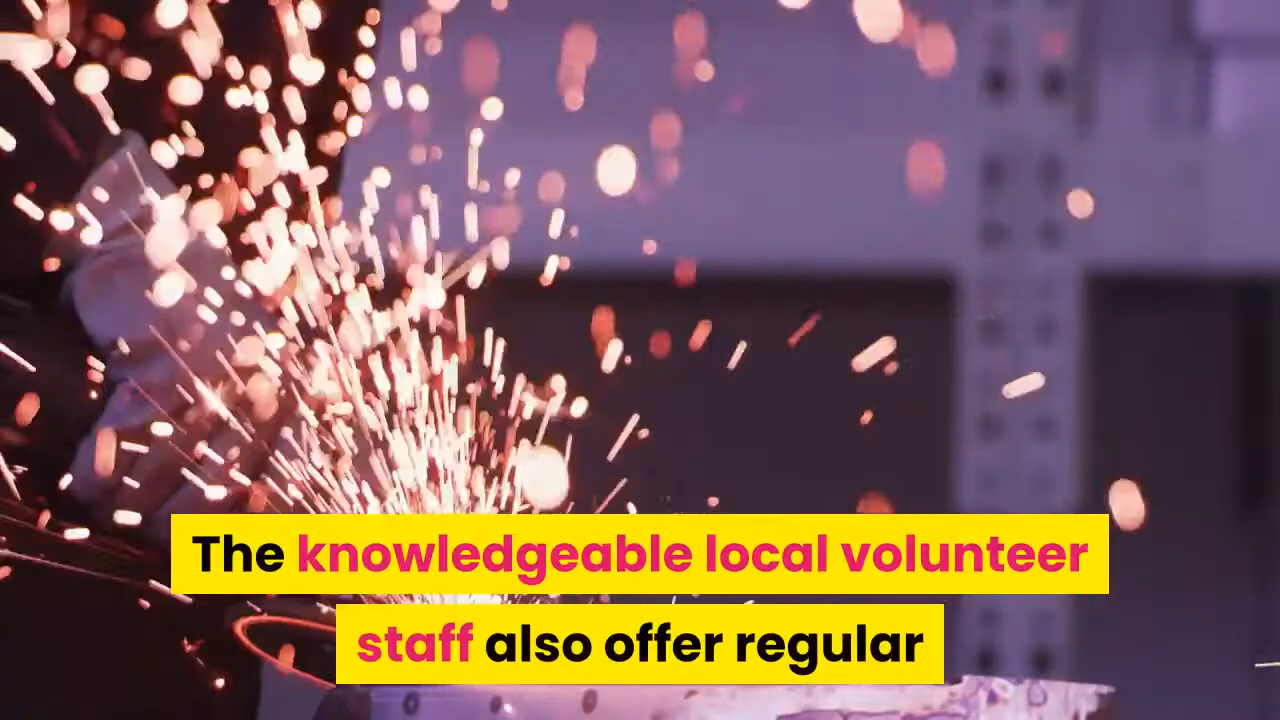 The knowledgeable local volunteer
staff also offer regular